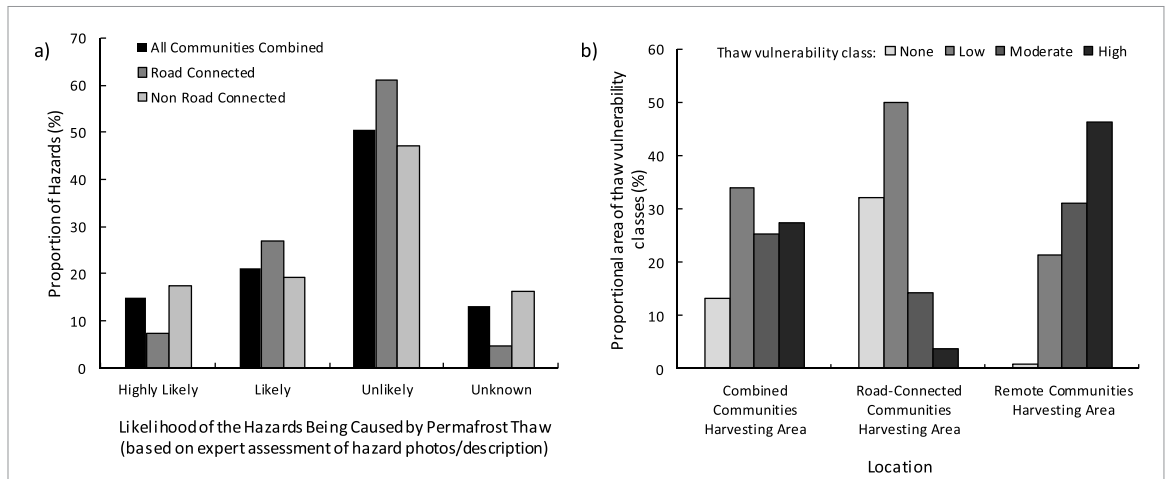 a)
70
60
50
40
30
20
10
0
Proportion of Hazards (%)
All Communities Combined
Road Connected
Non Road Connected
Highly Likely
Likely
Unlikely
Unknown
Likelihood of the Hazards Being Caused by Permafrost Thaw
(based on expert assessment of hazard photos/description)
b)
60
50
40
30
20
10
0
Proportional area of thaw vulnerability
classes (%)
Thaw vulnerability class: None Low Moderate High
Combined
Communities
Harvesting Area
Road-Connected
Communities
Harvesting Area
Remote Communities
Harvesting Area
Location